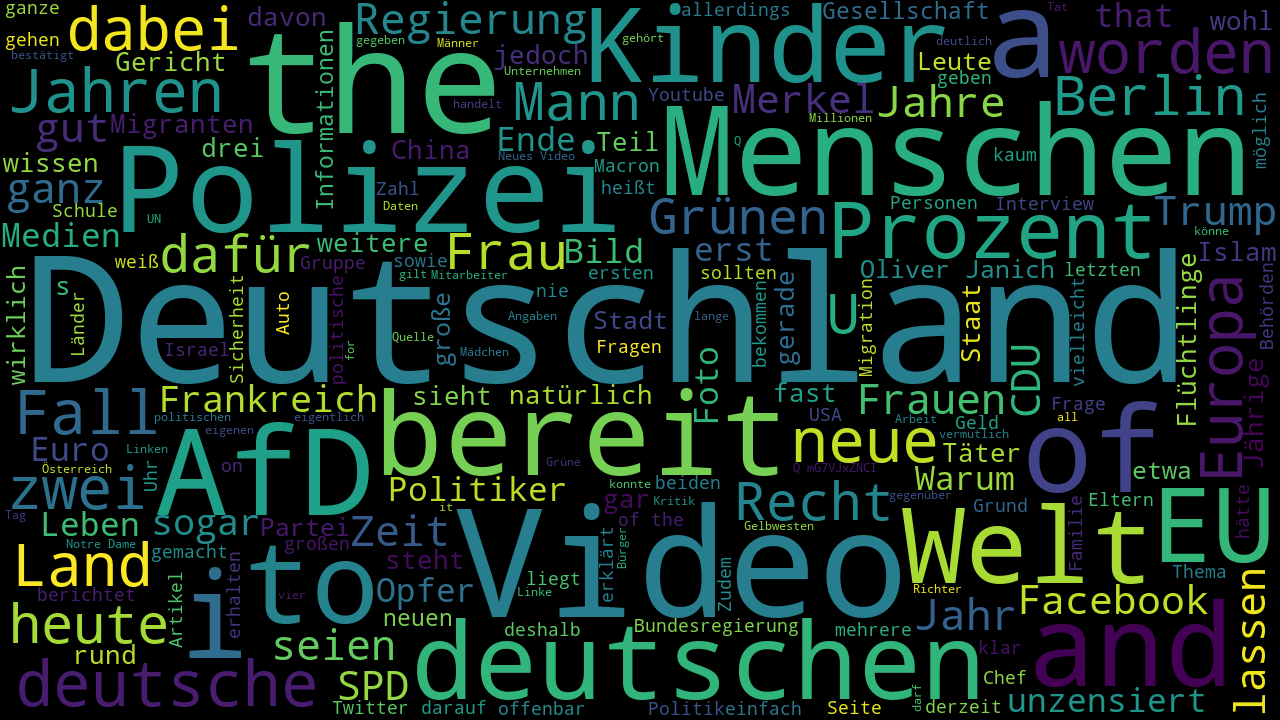 ganze
dabei
davon
Regierung
allerdings
Gesellschaft
Tat
that
wohl
gehen
bestätigt
Gericht
the
gegeben
Männer
jedoch
Kinder
gehört
deutlich
a
worden
Leute
geben
Unternehmen
Jahren
Informationen
handelt
Mann
Youtube
Merkel
Jahre
Berlin
möglich
gut
Migranten
Millionen
wissen
drei
China
Ende
Neues Video
Teil
Macron
Q
Menschen
kaum
ganz
Polizei
Zahl
heißt
Personen
Interview
Trump
Schule
UN
Daten
Grünen
Prozent
könne
Medien
dafür
weitere
Frau
Bild
erst
Islam
weiß
Gruppe
sowie
ersten
sollten
Oliver Janich
letzten
wirklich
s
Länder
Sicherheit
Auto
politische
gilt
Mitarbeiter
große
nie
bekommen
gerade
U
Migration
Staat
vielleicht
Flüchtlinge
Europa
Behörden
Deutschland
Israel
for
Quelle
Angaben
Mädchen
Stadt
Fragen
lange
Foto
CDU
Jährige
Fall
Frankreich
sieht
natürlich
fast
USA
Frauen
Frage
all
politischen
eigentlich
eigenen
AfD
bereit
neue
Arbeit
Geld
vermutlich
of
Euro
Linken
Österreich
Uhr
on
Grüne
Täter
Q mG7VJxZNCI
Warum
etwa
zwei
Politiker
konnte
beiden
gar
Kritik
gegenüber
Grund
Eltern
hätte
EU
Tag
Leben
sogar
Partei
it
Zeit
Video
of the
Recht
Gelbwesten
Welt
Familie
Notre Dame
gemacht
großen
steht
erklärt
Bürger
Zudem
Land
berichtet
Artikel
erhalten
i
vier
to
Opfer
liegt
Linke
Richter
Thema
Facebook
lassen
heute
neuen
deshalb
Bundesregierung
mehrere
Jahr
and
rund
seien
deutschen
klar
deutsche
SPD
Chef
Twitter
darauf
offenbar
Politik
einfach
Seite
darf
derzeit
unzensiert